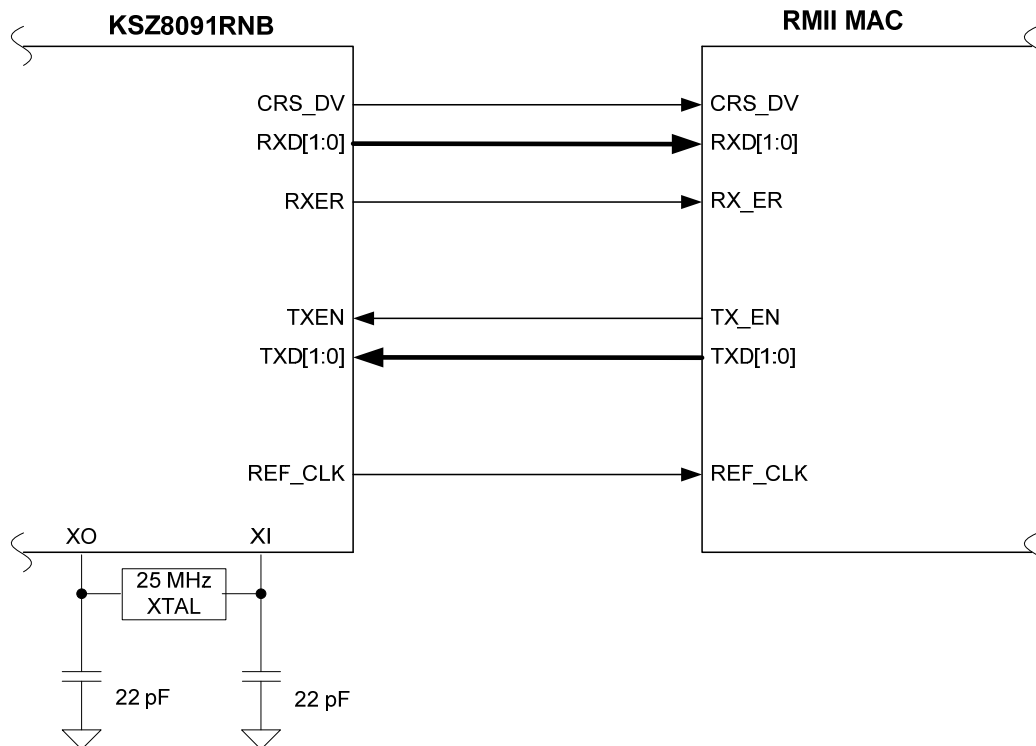 KSZ8091RNB
RMII MAC
CRS_DV
CRS_DV
RXD[1:0]
RXD[1:0]
RXER
RX_ER
TXEN
TX_EN
TXD[1:0]
TXD[1:0]
REF_CLK
REF_CLK
XO
XI
25 MHz
XTAL
22 pF
22 pF